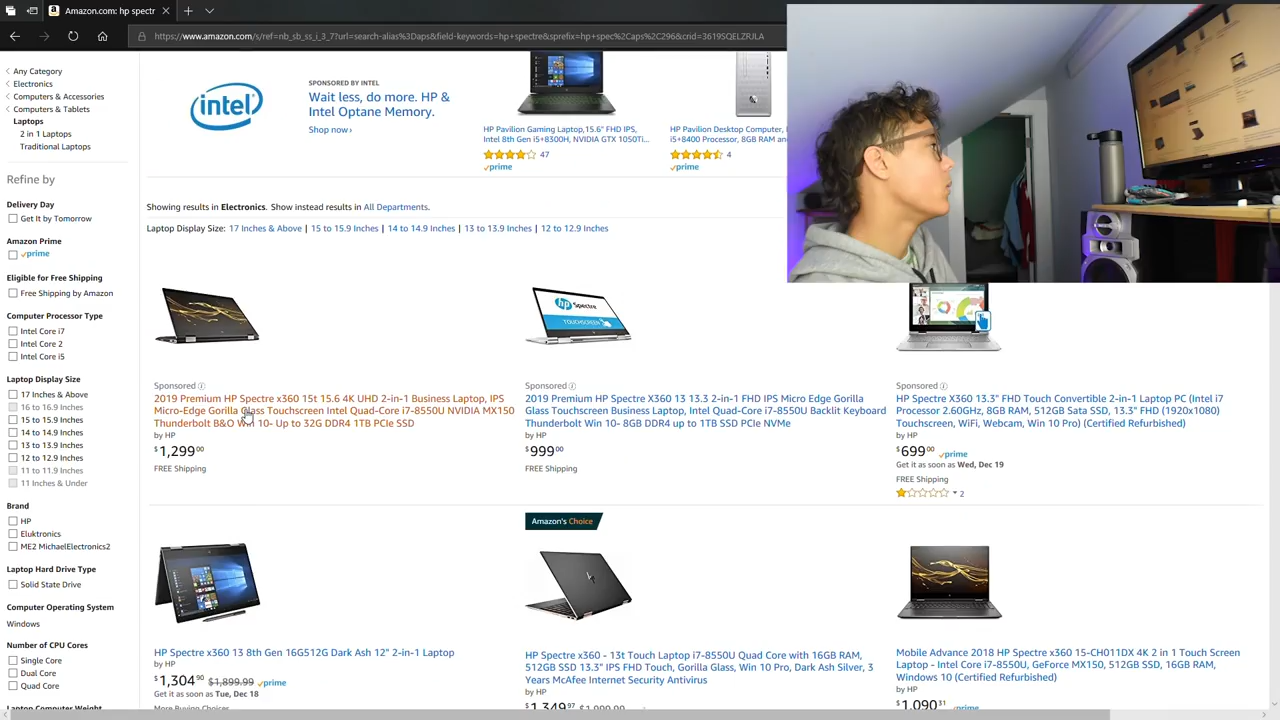 Amazon.com: hp spectr
https://www.amazon.com/s/ref=nb_sb_ss_i_3_7?url=search-alias%3Daps&field-keywords=hp+spectre&sprefix=hp+spec%2Caps%2C296&crid=3619SQELZRJLA
Any Category
Electronics
Computers & Accessories
Computers & Tablets
Laptops
2 in 1 Laptops
Traditional Laptops
Refine by
Delivery Day
Get It by Tomorrow
Amazon Prime
prime
Eligible for Free Shipping
Free Shipping by Amazon
Computer Processor Type
Intel Core i7
Intel Core 2
Intel Core i5
Laptop Display Size
17 Inches & Above
16 to 16.9 Inches
15 to 15.9 Inches
14 to 14.9 Inches
13 to 13.9 Inches
12 to 12.9 Inches
11 to 11.9 Inches
11 Inches & Under
Brand
HP
Eluktronics
ME2 MichaelElectronics2
Laptop Hard Drive Type
Solid State Drive
Computer Operating System
Windows
Number of CPU Cores
Single Core
Dual Core
Quad Core
Laptop Computer Weight
intel
SPONSORED BY INTEL
Wait less, do more. HP &
Intel Optane Memory.
Shop now ›
HP Pavilion Gaming Laptop,15.6" FHD IPS,
Intel 8th Gen i5+8300H, NVIDIA GTX 1050Ti...
47
prime
HP Pavilion Desktop Computer,
i5+8400 Processor, 8GB RAM
4
prime
Showing results in Electronics. Show instead results in All Departments.
Laptop Display Size: 17 Inches & Above | 15 to 15.9 Inches | 14 to 14.9 Inches | 13 to 13.9 Inches | 12 to 12.9 Inches
Sponsored
2019 Premium HP Spectre x360 15t 15.6 4K UHD 2-in-1 Business Laptop, IPS
Micro-Edge Gorilla Glass Touchscreen Intel Quad-Core i7-8550U NVIDIA MX150
Thunderbolt B&O Win 10- Up to 32G DDR4 1TB PCIe SSD
by HP
$1,299.00
FREE Shipping
hp Spectre
TOUCHSCREEN
Sponsored
2019 Premium HP Spectre x360 13 13.3 2-in-1 FHD IPS Micro Edge Gorilla
Glass Touchscreen Business Laptop, Intel Quad-Core i7-8550U Backlit Keyboard
Thunderbolt Win 10- 8GB DDR4 up to 1TB SSD PCIe NVMe
by HP
$999.00
FREE Shipping
Sponsored
HP Spectre X360 13.3" FHD Touch Convertible 2-in-1 Laptop PC (Intel i7
Processor 2.60GHz, 8GB RAM, 512GB Sata SSD, 13.3" FHD (1920x1080)
Touchscreen, WiFi, Webcam, Win 10 Pro) (Certified Refurbished)
by HP
$699.00 prime
Get it as soon as Wed, Dec 19
FREE Shipping
2
HP Spectre x360 13 8th Gen 16G512G Dark Ash 12" 2-in-1 Laptop
by HP
$1,304.90 $1,899.99 prime
Get it as soon as Tue, Dec 18
More Buying Choices
Amazon's Choice
HP Spectre x360 - 13t Touch Laptop i7-8550U Quad Core with 16GB RAM,
512GB SSD 13.3" IPS FHD Touch, Gorilla Glass, Win 10 Pro, Dark Ash Silver, 3
Years McAfee Internet Security Antivirus
by HP
$1,349.97 $1,999.99
Mobile Advance 2018 HP Spectre x360 15-CH011DX 4K 2 in 1 Touch Screen
Laptop - Intel Core i7-8550U, GeForce MX150, 512GB SSD, 16GB RAM,
Windows 10 (Certified Refurbished)
by HP
$1,090.31 prime